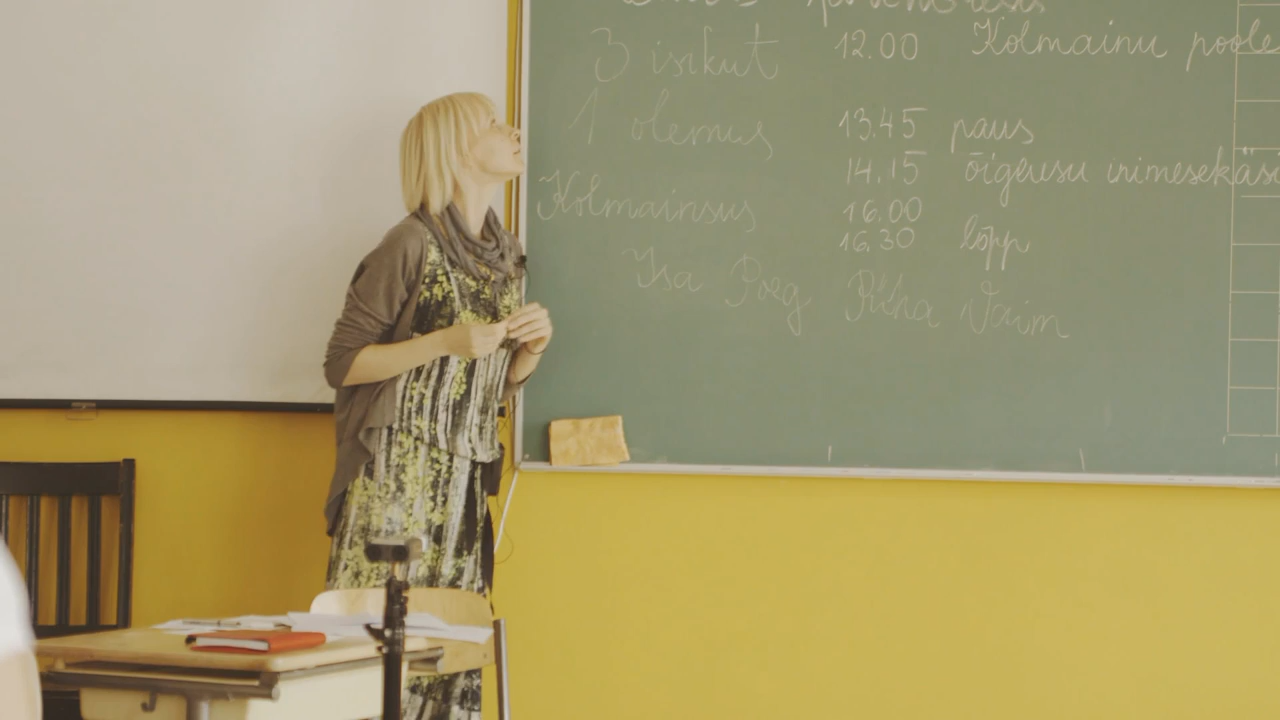 3 isikut
1 olemus
Kolmainsus
Isa Poeg Püha Vaim
12.00 Kolmainu poole
13.45 paus
14.15 õigeusu inimesekäsi
16.00
16.30 lõpp